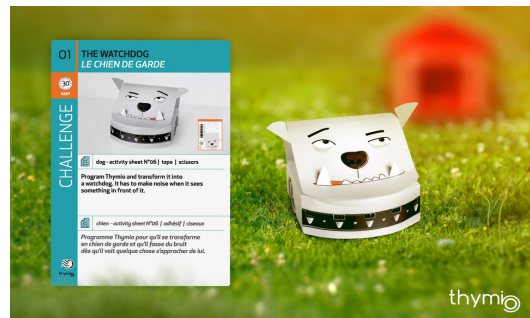 01
THE WATCHDOG
LE CHIEN DE GARDE
30'
EASY
CHALLENGE
dog - activity sheet N°06 | tape | scissors
Program Thymio and transform it into
a watchdog. It has to make noise when it sees
something in front of it.
chien - activity sheet N°06 | adhésif | ciseaux
Programme Thymio pour qu'il se transforme
en chien de garde et qu'il fasse du bruit
dès qu'il voit quelque chose s'approcher de lui.
thymio
thymio